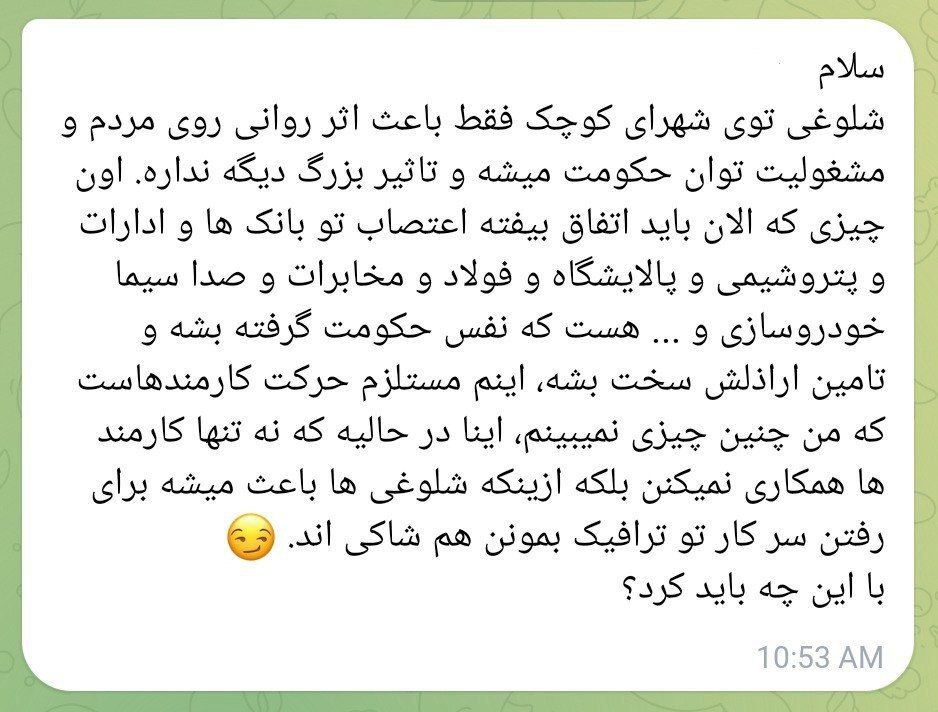 سلام
شلوغی توی شهرای کوچک فقط باعث اثر روانی روی مردم و
مشغولیت توان حکومت میشه و تاثیر بزرگ دیگه نداره. اون
چیزی که الان باید اتفاق بیفته اعتصاب تو بانک ها و ادارات
و پتروشیمی و پالایشگاه و فولاد و مخابرات و صدا سیما
خودروسازی و ... هست که نفس حکومت گرفته بشه و
تامین اراذلش سخت بشه، اینم مستلزم حرکت کارمندهاست
که من چنین چیزی نمیبینم، اینا در حالیه که نه تنها کارمند
ها همکاری نمیکنن بلکه ازینکه شلوغی ها باعث میشه برای
رفتن سر کار تو ترافیک بمونن هم شاکی اند. 😏
با این چه باید کرد؟
10:53 AM